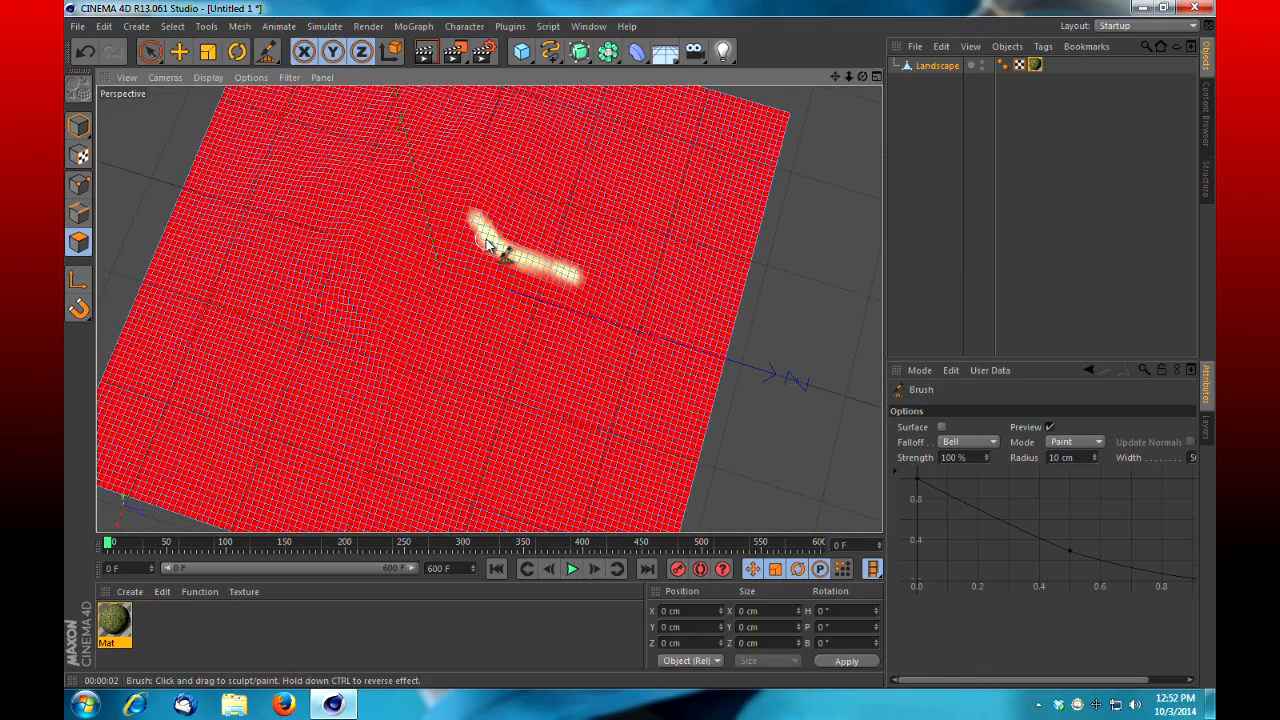 CINEMA 4D R13.061 Studio - [Untitled 1 *]
File Edit Create Select Tools Mesh Animate Simulate Render MoGraph Character Plugins Script Window Help
Layout: Startup
X Y Z
View Cameras Display Options Filter Panel
Perspective
File Edit View Objects Tags Bookmarks
Landscape
Objects
Content Browser
Structure
Mode Edit User Data
Brush
Options
Surface Preview
Falloff . . Bell Mode Paint Update Normals
Strength 100 % Radius 10 cm Width . . . . . . . .
0.8
0.4
0.0 0.2 0.4 0.6 0.8
Attributes
Layers
0 50 100 150 200 250 300 350 400 450 500 550 600
0 F
0 F 0 F 600 F 600 F
P
Create Edit Function Texture
Mat
Position Size Rotation
X 0 cm X 0 cm H 0 °
Y 0 cm Y 0 cm P 0 °
Z 0 cm Z 0 cm B 0 °
Object (Rel) Size Apply
MAXON
CINEMA 4D
00:00:02 Brush: Click and drag to sculpt/paint. Hold down CTRL to reverse effect.
12:52 PM
10/3/2014